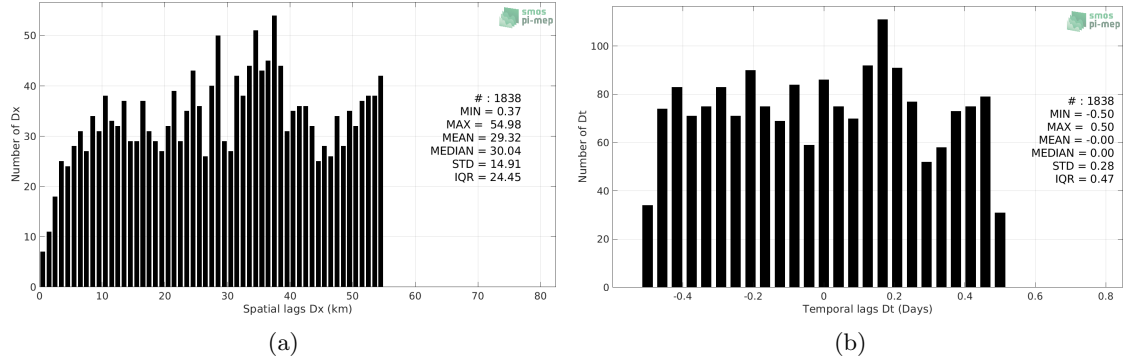 50
40
30
20
10
0
Number of Dx
smos
pi-mep
# : 1838
MIN = 0.37
MAX = 54.98
MEAN = 29.32
MEDIAN = 30.04
STD = 14.91
IQR = 24.45
0 10 20 30 40 50 60 70 80
Spatial lags Dx (km)
(a)
100
80
60
40
20
0
Number of Dt
smos
pi-mep
# : 1838
MIN = -0.50
MAX = 0.50
MEAN = -0.00
MEDIAN = 0.00
STD = 0.28
IQR = 0.47
-0.4 -0.2 0 0.2 0.4 0.6 0.8
Temporal lags Dt (Days)
(b)